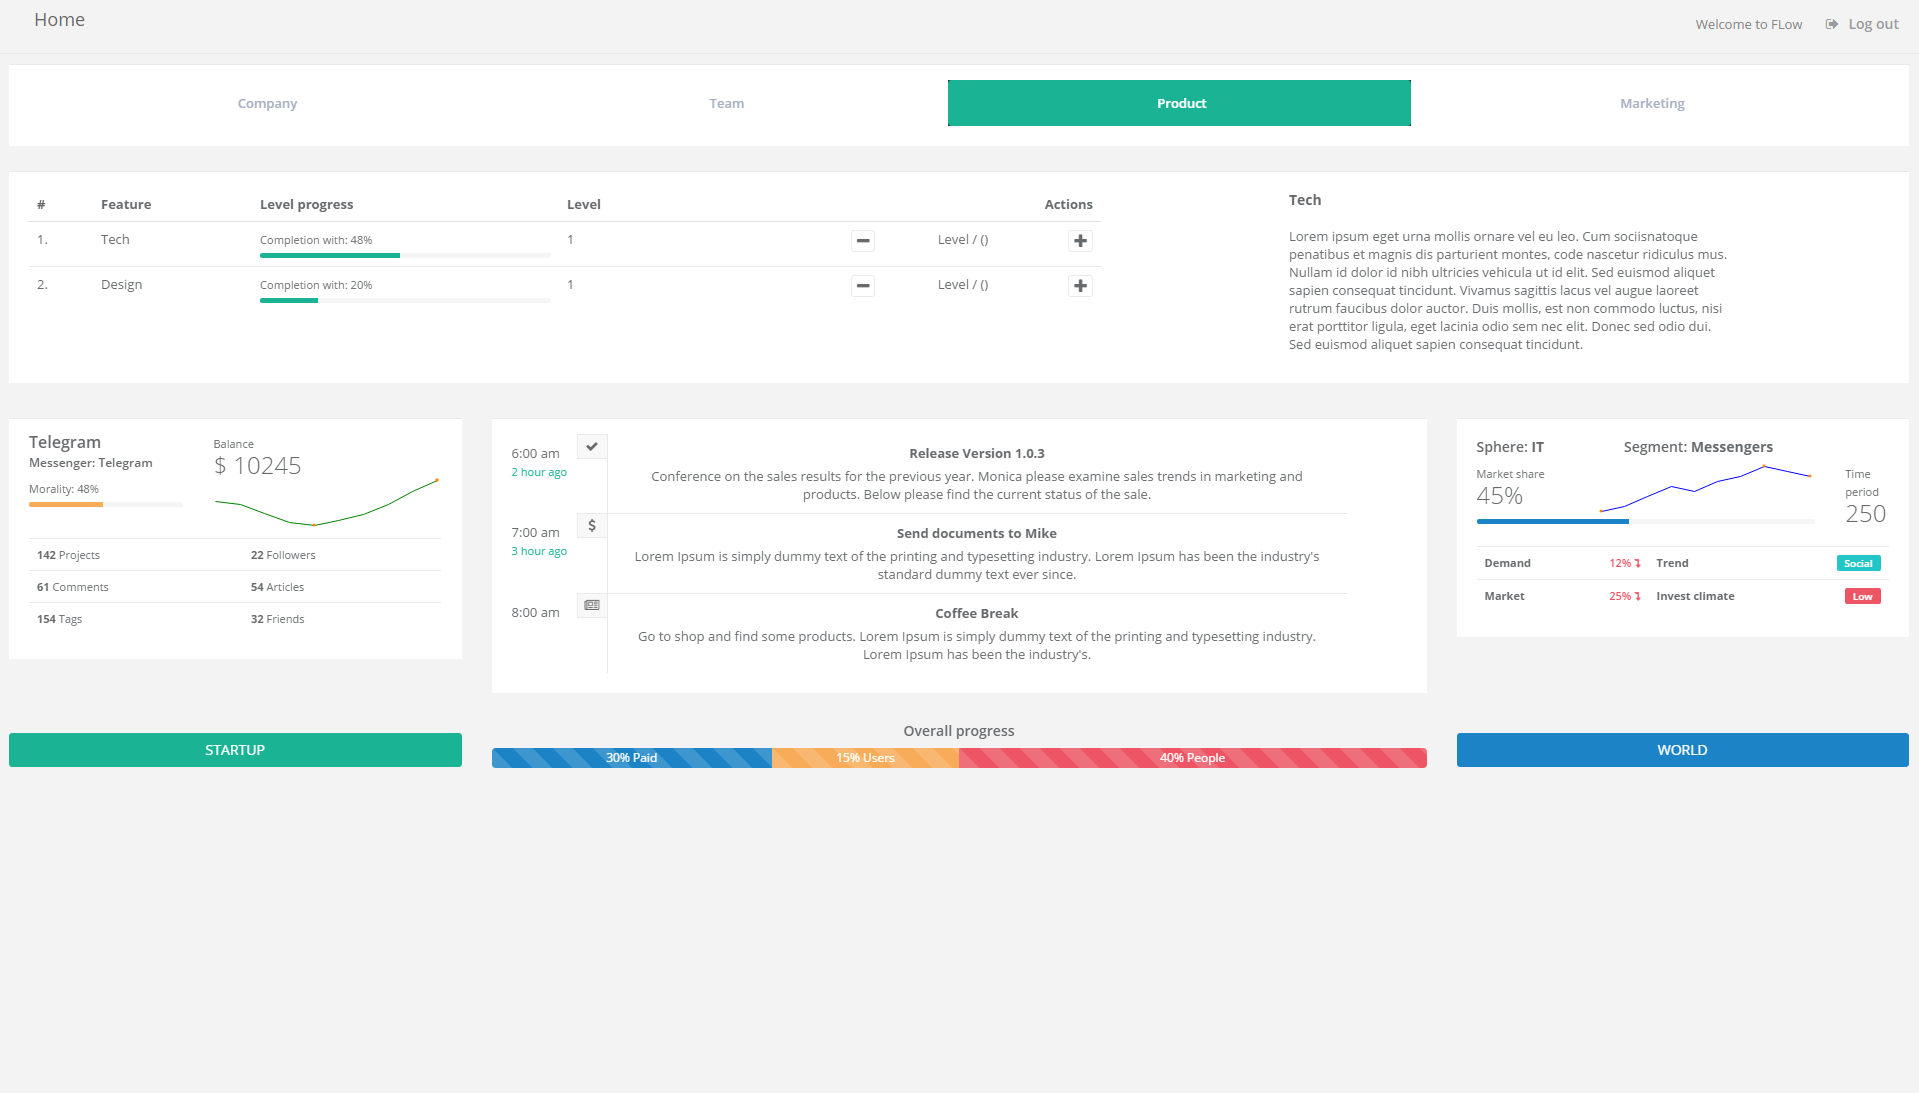 Home
Welcome to FLow
Log out
Company
Team
Product
Marketing
# Feature Level progress Level Actions
1. Tech Completion with: 48% 1 Level / ()
2. Design Completion with: 20% 1 Level / ()
Tech
Lorem ipsum eget urna mollis ornare vel eu leo. Cum sociisnatoque
penatibus et magnis dis parturient montes, code nascetur ridiculus mus.
Nullam id dolor id nibh ultricies vehicula ut id elit. Sed euismod aliquet
sapien consequat tincidunt. Vivamus sagittis lacus vel augue laoreet
rutrum faucibus dolor auctor. Duis mollis, est non commodo luctus, nisi
erat porttitor ligula, eget lacinia odio sem nec elit. Donec sed odio dui.
Sed euismod aliquet sapien consequat tincidunt.
Telegram
Messenger: Telegram
Morality: 48%
Balance
$ 10245
142 Projects 22 Followers
61 Comments 54 Articles
154 Tags 32 Friends
6:00 am
2 hour ago
Release Version 1.0.3
Conference on the sales results for the previous year. Monica please examine sales trends in marketing and
products. Below please find the current status of the sale.
7:00 am
3 hour ago
Send documents to Mike
Lorem Ipsum is simply dummy text of the printing and typesetting industry. Lorem Ipsum has been the industry's
standard dummy text ever since.
8:00 am
Coffee Break
Go to shop and find some products. Lorem Ipsum is simply dummy text of the printing and typesetting industry.
Lorem Ipsum has been the industry's.
Sphere: IT
Segment: Messengers
Market share
45%
Time
period
250
Demand 12% Trend Social
Market 25% Invest climate Low
STARTUP
Overall progress
30% Paid
15% Users
40% People
WORLD